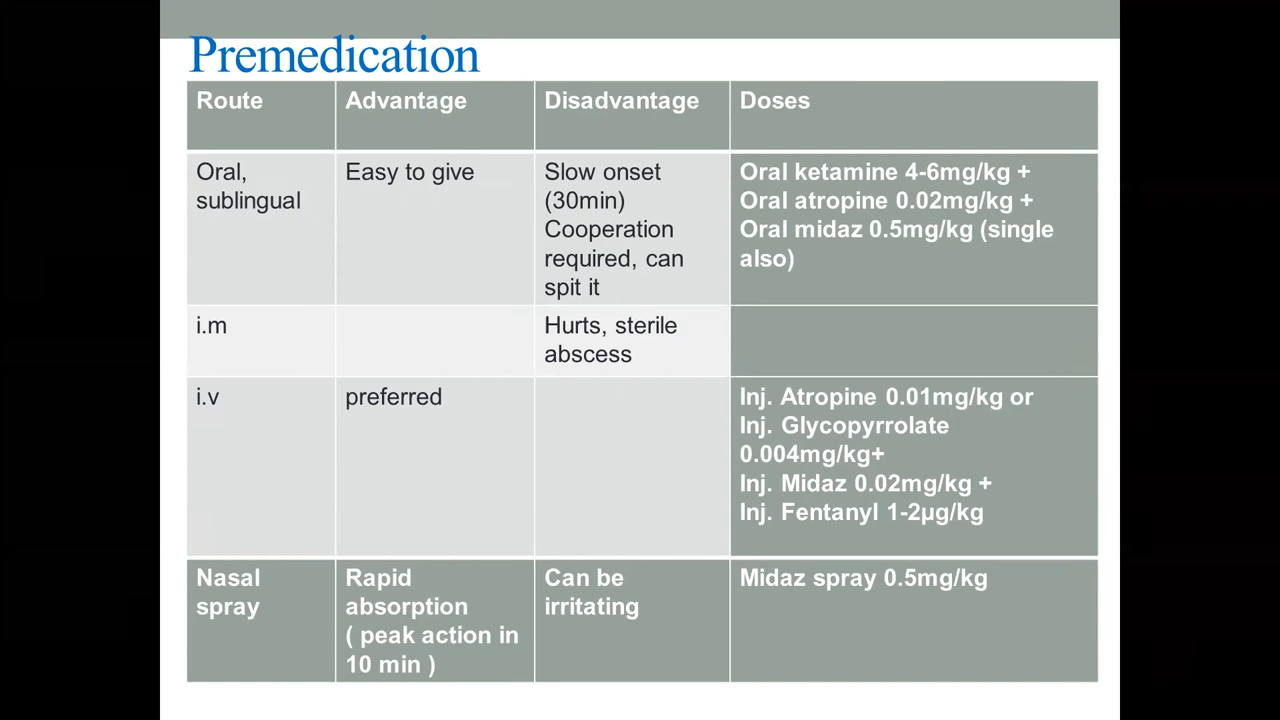 Premedication
Route
Advantage
Disadvantage
Doses
Oral,
sublingual
Easy to give
Slow onset
(30min)
Cooperation
required, can
spit it
Oral ketamine 4-6mg/kg +
Oral atropine 0.02mg/kg +
Oral midaz 0.5mg/kg (single
also)
i.m
Hurts, sterile
abscess
i.v
preferred
Inj. Atropine 0.01mg/kg or
Inj. Glycopyrrolate
0.004mg/kg+
Inj. Midaz 0.02mg/kg +
Inj. Fentanyl 1-2µg/kg
Nasal
spray
Rapid
absorption
( peak action in
10 min )
Can be
irritating
Midaz spray 0.5mg/kg